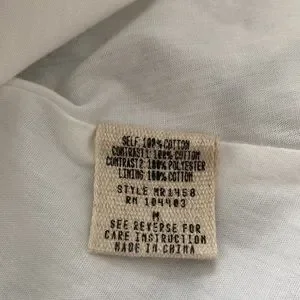 SELF: 100% COTTON
CONTRAST1: 100% COTTON
CONTRAST2: 100% POLYESTER
LINING: 100% COTTON
STYLE MR1458
RN 104403
M
SEE REVERSE FOR
CARE INSTRUCTION
MADE IN CHINA